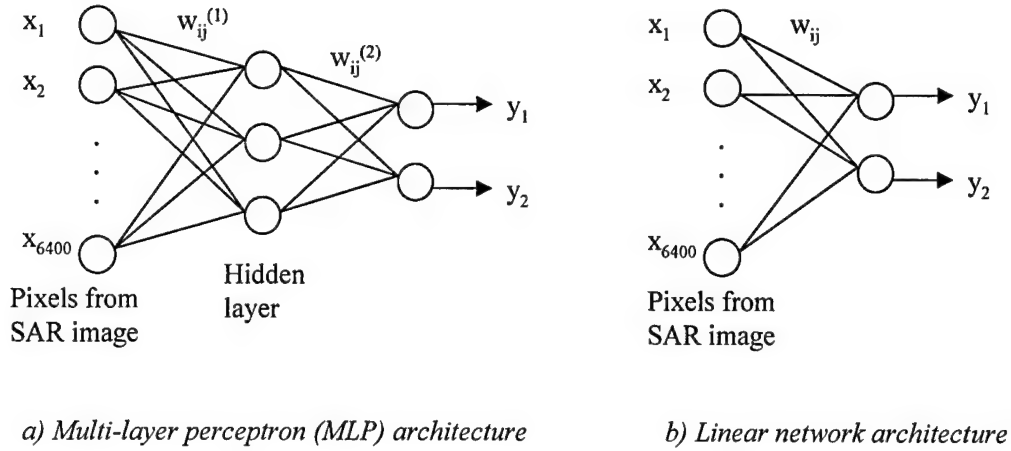 x1
wij(1)
wij(2)
x2
y1
y2
x6400
Hidden
layer
Pixels from
SAR image
a) Multi-layer perceptron (MLP) architecture
x1
wij
x2
y1
y2
x6400
Pixels from
SAR image
b) Linear network architecture